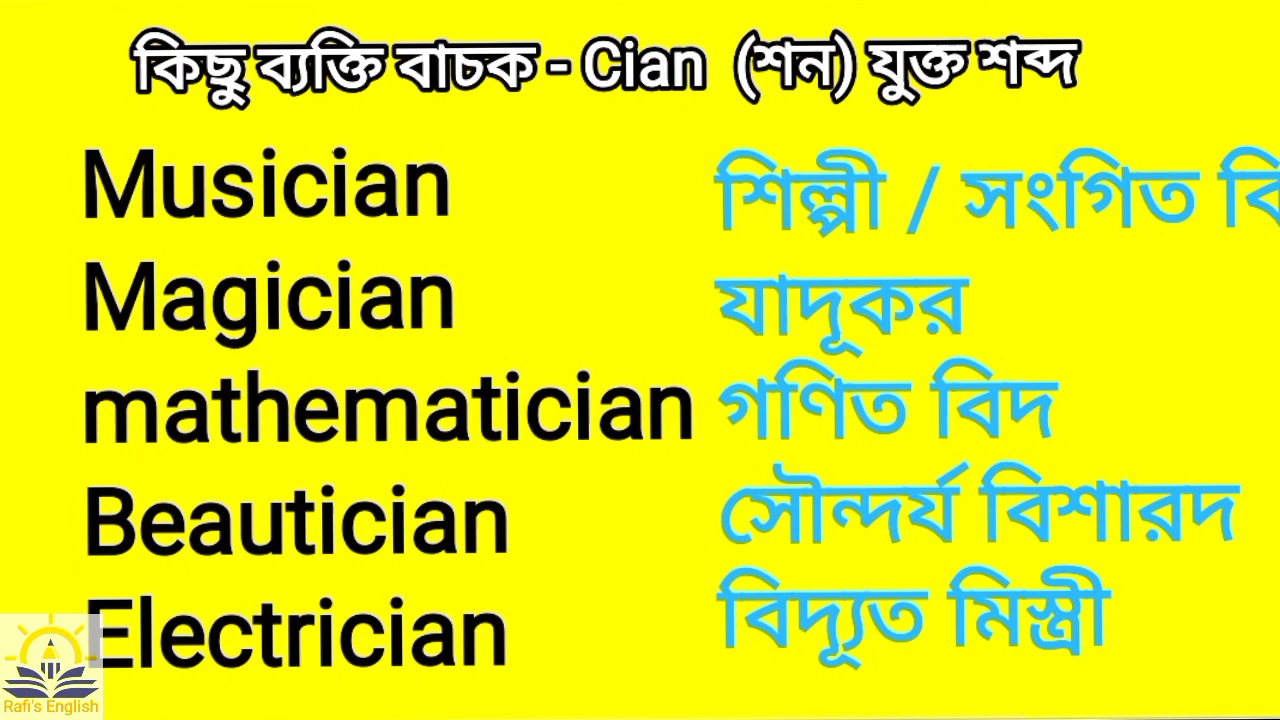 কিছু ব্যক্তি বাচক - Cian (শন) যুক্ত শব্দ
Musician শিল্পী / সংগিত বি
Magician যাদূকর
mathematician গণিত বিদ
Beautician সৌন্দর্য বিশারদ
Electrician বিদ্যূত মিস্ত্রী
Rafi's English